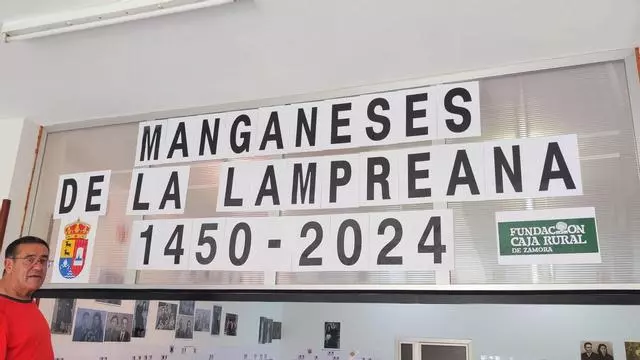 MANGANESES
DE LA LAMPREANA
1450-2024
FUNDACION
CAJA RURAL
DE ZAMORA